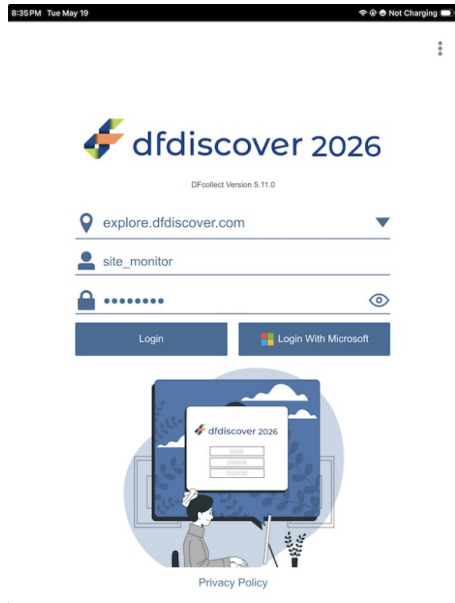 8:35 PM Tue May 19
Not Charging
dfdiscover 2026
DFcollect Version 5.11.0
explore.dfdiscover.com
site_monitor
Login
Login With Microsoft
dfdiscover 2026
Privacy Policy